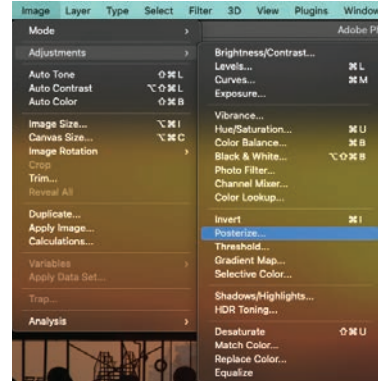 Image Layer Type Select Filter 3D View Plugins Window
Adobe P
Mode ›
Adjustments ›
Auto Tone ⇧⌘L
Auto Contrast ⌥⇧⌘L
Auto Color ⇧⌘B
Image Size... ⌥⌘I
Canvas Size... ⌥⌘C
Image Rotation ›
Crop
Trim...
Reveal All
Duplicate...
Apply Image...
Calculations...
Variables ›
Apply Data Set...
Trap...
Analysis ›
Brightness/Contrast...
Levels... ⌘L
Curves... ⌘M
Exposure...
Vibrance...
Hue/Saturation... ⌘U
Color Balance... ⌘B
Black & White... ⌥⇧⌘B
Photo Filter...
Channel Mixer...
Color Lookup...
Invert ⌘I
Posterize...
Threshold...
Gradient Map...
Selective Color...
Shadows/Highlights...
HDR Toning...
Desaturate ⇧⌘U
Match Color...
Replace Color...
Equalize